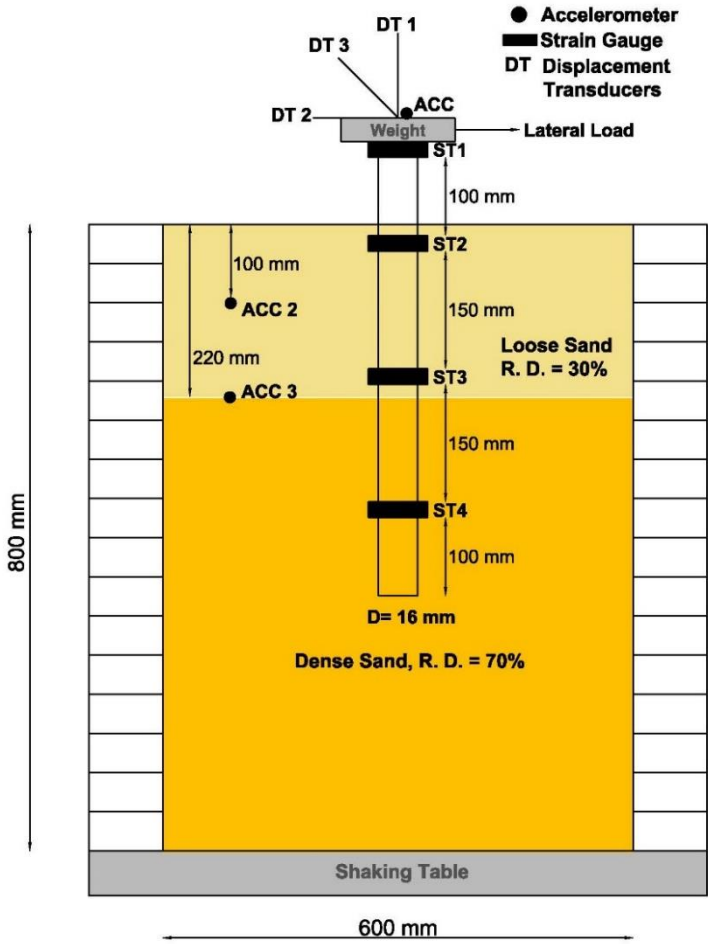 Accelerometer
Strain Gauge
DT Displacement
Transducers
DT 1
DT 3
DT 2
ACC
Weight
Lateral Load
ST1
100 mm
ST2
100 mm
ACC 2
150 mm
Loose Sand
R. D. = 30%
220 mm
ST3
ACC 3
150 mm
ST4
800 mm
100 mm
D= 16 mm
Dense Sand, R. D. = 70%
Shaking Table
600 mm